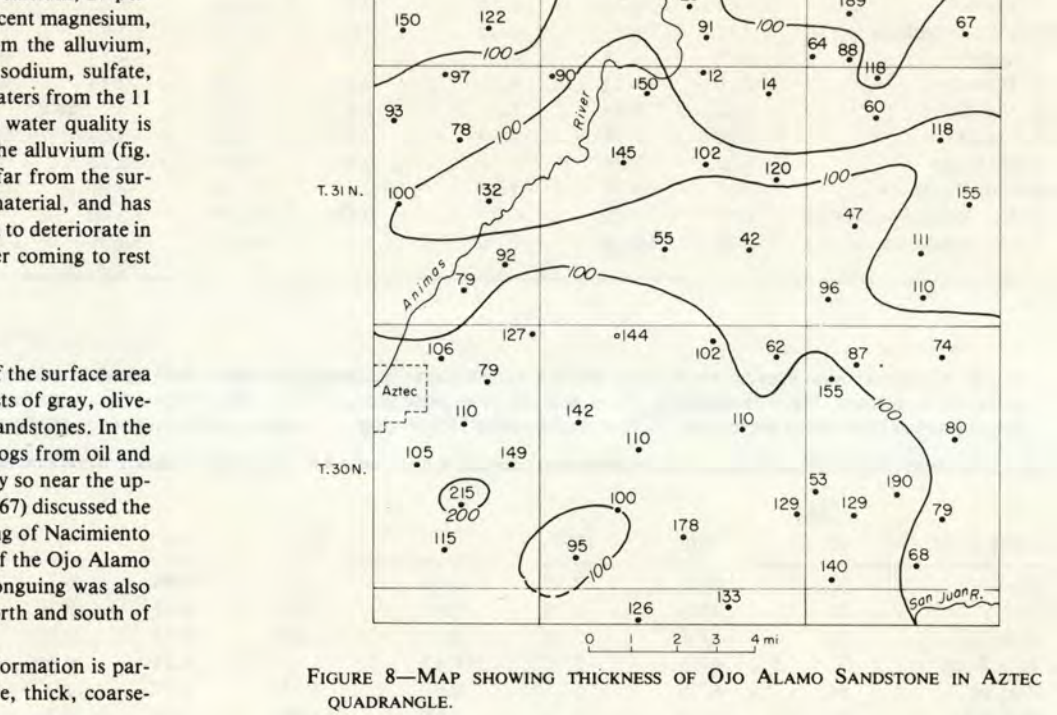 cent magnesium,
m the alluvium,
sodium, sulfate,
aters from the 11
water quality is
he alluvium (fig.
far from the sur-
naterial, and has
to deteriorate in
er coming to rest
f the surface area
sts of gray, olive-
andstones. In the
ogs from oil and
y so near the up-
67) discussed the
ng of Nacimiento
f the Ojo Alamo
onguing was also
rth and south of
ormation is par-
e, thick, coarse-
189
150 122 91 100 67
64 88
100 118
97 90 150 12 14
93 River 60
78 100 118
145 102 120
T. 31 N. 100
100 132 155
47
55 42 111
92
Animas 79 100 96 110
127 144
106 102 62 87 74
79 155
Aztec 100
110 142 110 80
110
T. 30 N. 105 149
215 53 190
200 100 129 129 79
178
115 95 68
100 140
San Juan R.
126 133
0 1 2 3 4 mi
FIGURE 8—MAP SHOWING THICKNESS OF OJO ALAMO SANDSTONE IN AZTEC
QUADRANGLE.